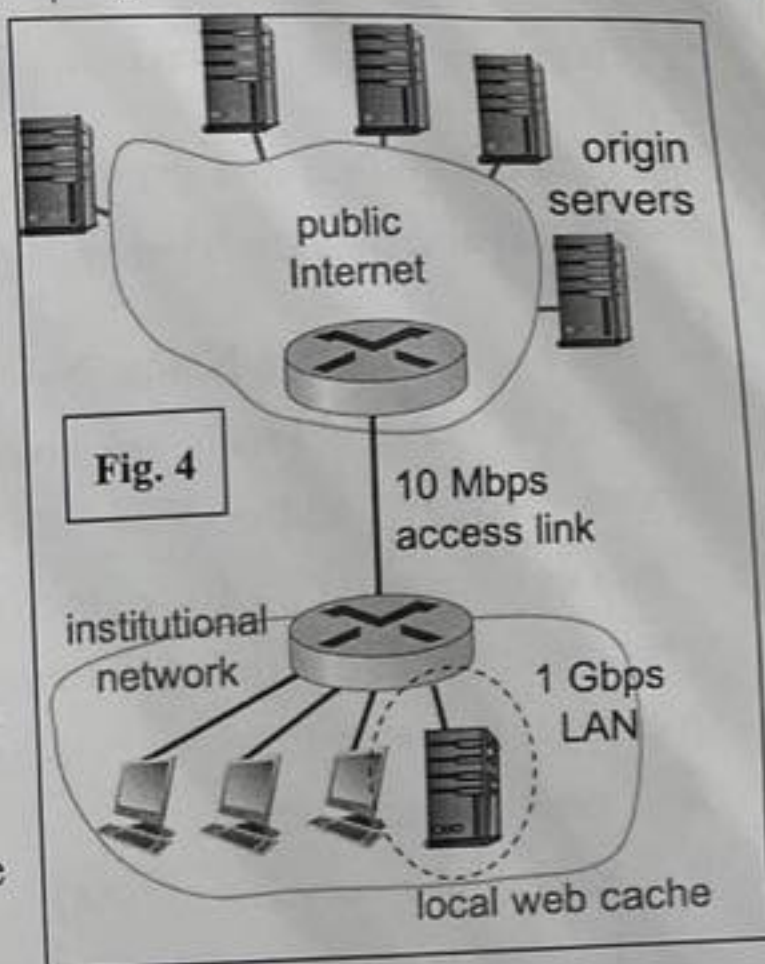 origin
servers
public
Internet
Fig. 4
10 Mbps
access link
institutional
network
1 Gbps
LAN
local web cache